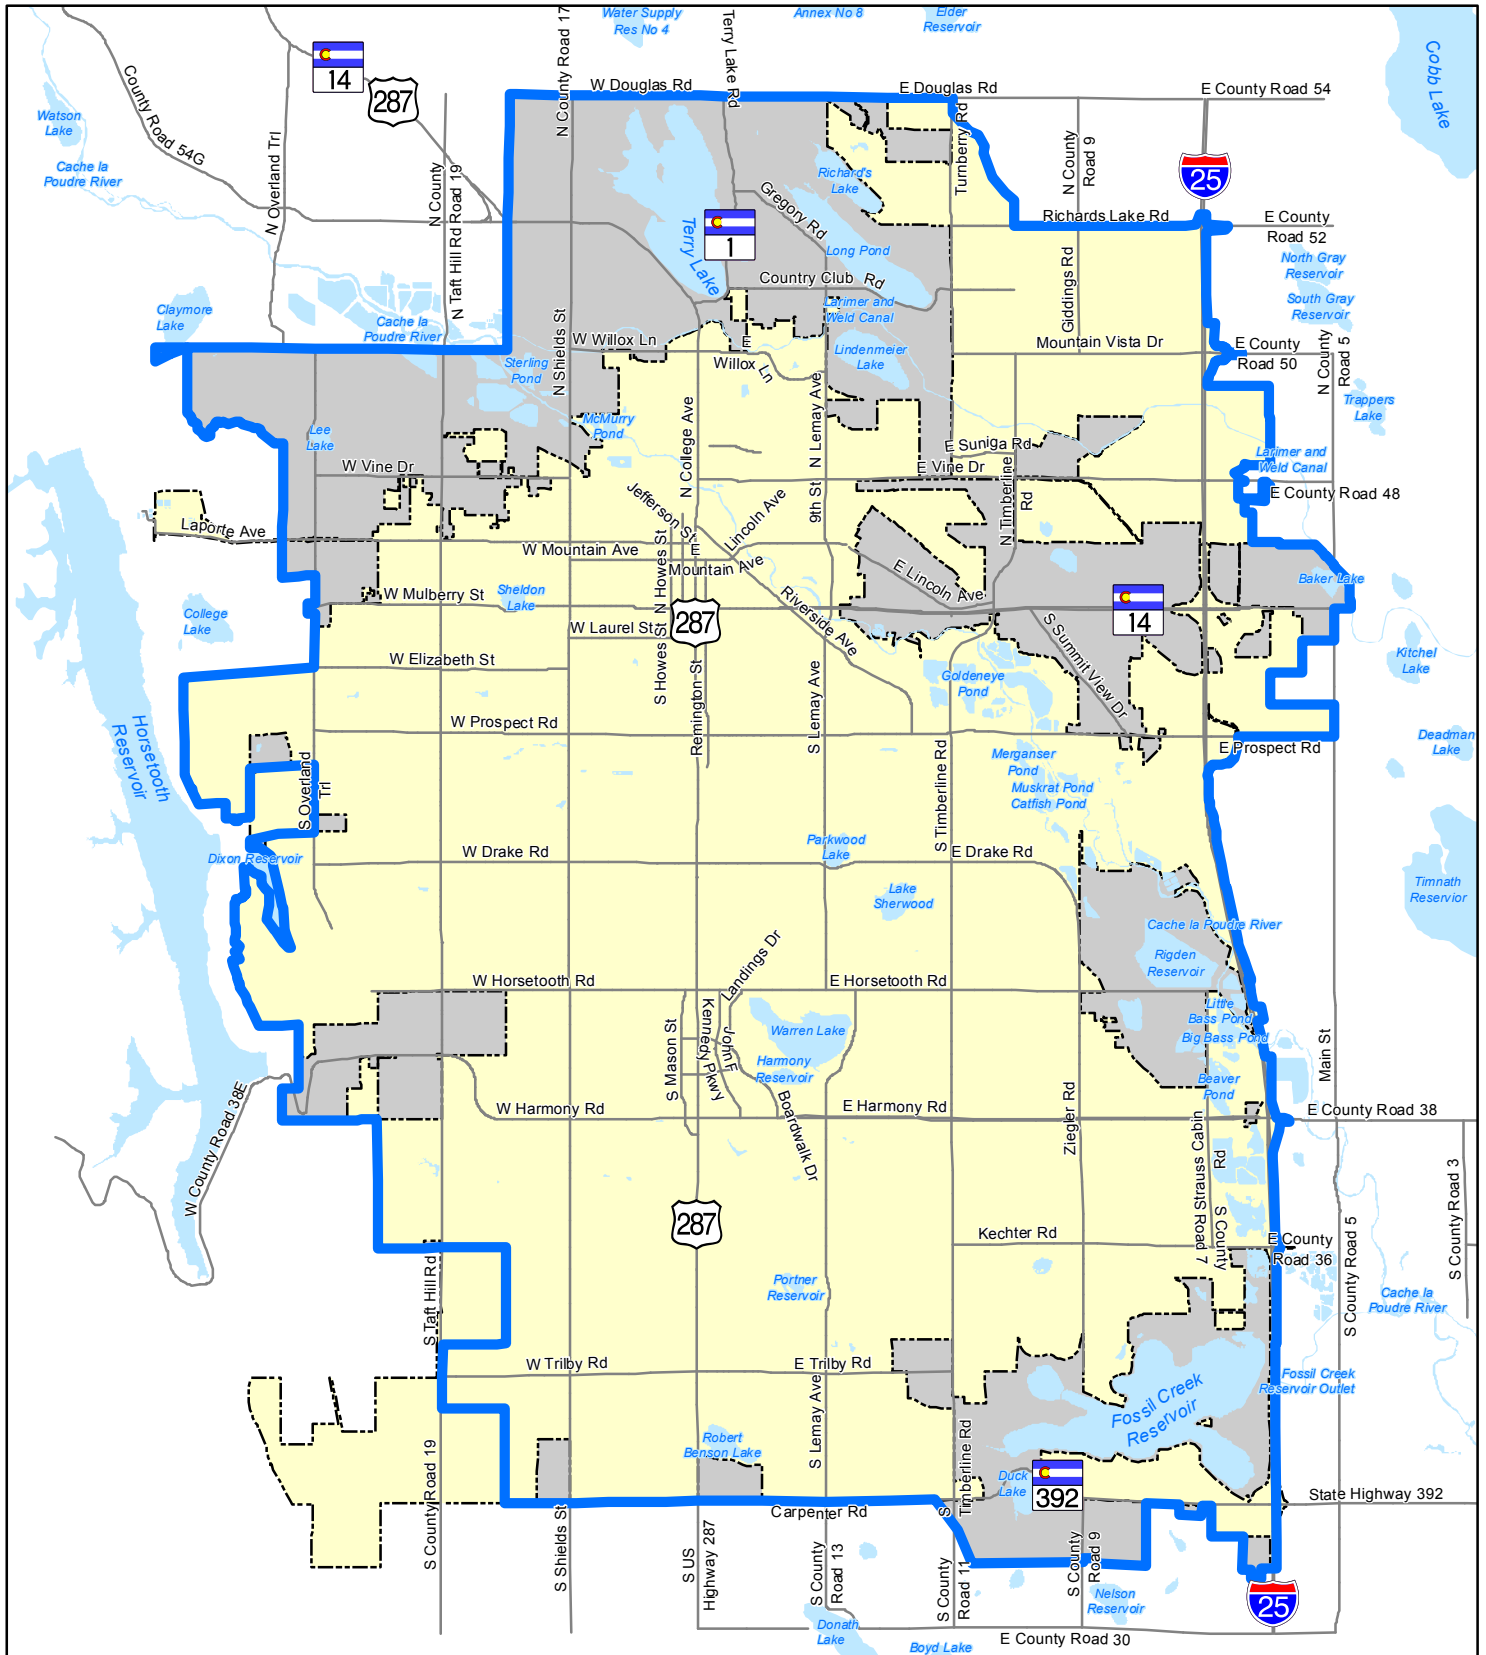 Water Supply
Res No 4
Annex No 8
Elder
Reservoir
Cobb Lake
N County Road 17
Terry Lake Rd
14
287
W Douglas Rd
E Douglas Rd
E County Road 54
County Road 54G
Watson
Lake
Cache la
Poudre River
N Overland Trl
N County
Road 19
N Taft Hill Rd
Turnberry Rd
N County
Road 9
25
Richard's
Lake
Gregory Rd
1
Terry Lake
Long Pond
Richards Lake Rd
E County
Road 52
North Gray
Reservoir
South Gray
Reservoir
Giddings Rd
Country Club Rd
Larimer and
Weld Canal
Claymore
Lake
Cache la
Poudre River
N Shields St
W Willox Ln
E
Willox Ln
Lindenmeier
Lake
Mountain Vista Dr
E County
Road 50
N County
Road 5
Sterling
Pond
Trappers
Lake
McMurry
Pond
N College Ave
N Lemay Ave
Lee
Lake
E Suniga Rd
Larimer and
Weld Canal
W Vine Dr
E Vine Dr
E County Road 48
N Timberline
Rd
Jefferson St
Lincoln Ave
9th St
Laporte Ave
W Mountain Ave
E
Mountain Ave
N Howes St
E Lincoln Ave
Baker Lake
W Mulberry St
Sheldon
Lake
287
Riverside Ave
14
College
Lake
W Laurel St
S Howes St
S Summit View Dr
Kitchel
Lake
W Elizabeth St
Remington St
S Lemay Ave
Goldeneye
Pond
W Prospect Rd
E Prospect Rd
Deadman
Lake
Horsetooth
Reservoir
S Overland
Trl
S Timberline Rd
Merganser
Pond
Muskrat Pond
Catfish Pond
Dixon Reservoir
W Drake Rd
Parkwood
Lake
E Drake Rd
Lake
Sherwood
Timnath
Reservior
Cache la Poudre River
Rigden
Reservoir
W Horsetooth Rd
Landings Dr
E Horsetooth Rd
Little
Bass Pond
Big Bass Pond
S Mason St
John F
Kennedy Pkwy
Warren Lake
Harmony
Reservoir
Boardwalk Dr
Main St
Beaver
Pond
W County Road 38E
W Harmony Rd
E Harmony Rd
Ziegler Rd
E County Road 38
Strauss Cabin
Rd
S County
Road 7
S County Road 3
287
Kechter Rd
E County
Road 36
S County Road 5
S Taft Hill Rd
Portner
Reservoir
Cache la
Poudre River
W Trilby Rd
E Trilby Rd
Fossil Creek
Reservoir Outlet
Fossil Creek
Reservoir
S Lemay Ave
Robert
Benson Lake
S
Timberline Rd
Duck
Lake
392
State Highway 392
Carpenter Rd
S County Road 19
S Shields St
S US
Highway 287
S County
Road 13
S County
Road 11
S County
Road 9
Nelson
Reservoir
25
Donath
Lake
Boyd Lake
E County Road 30